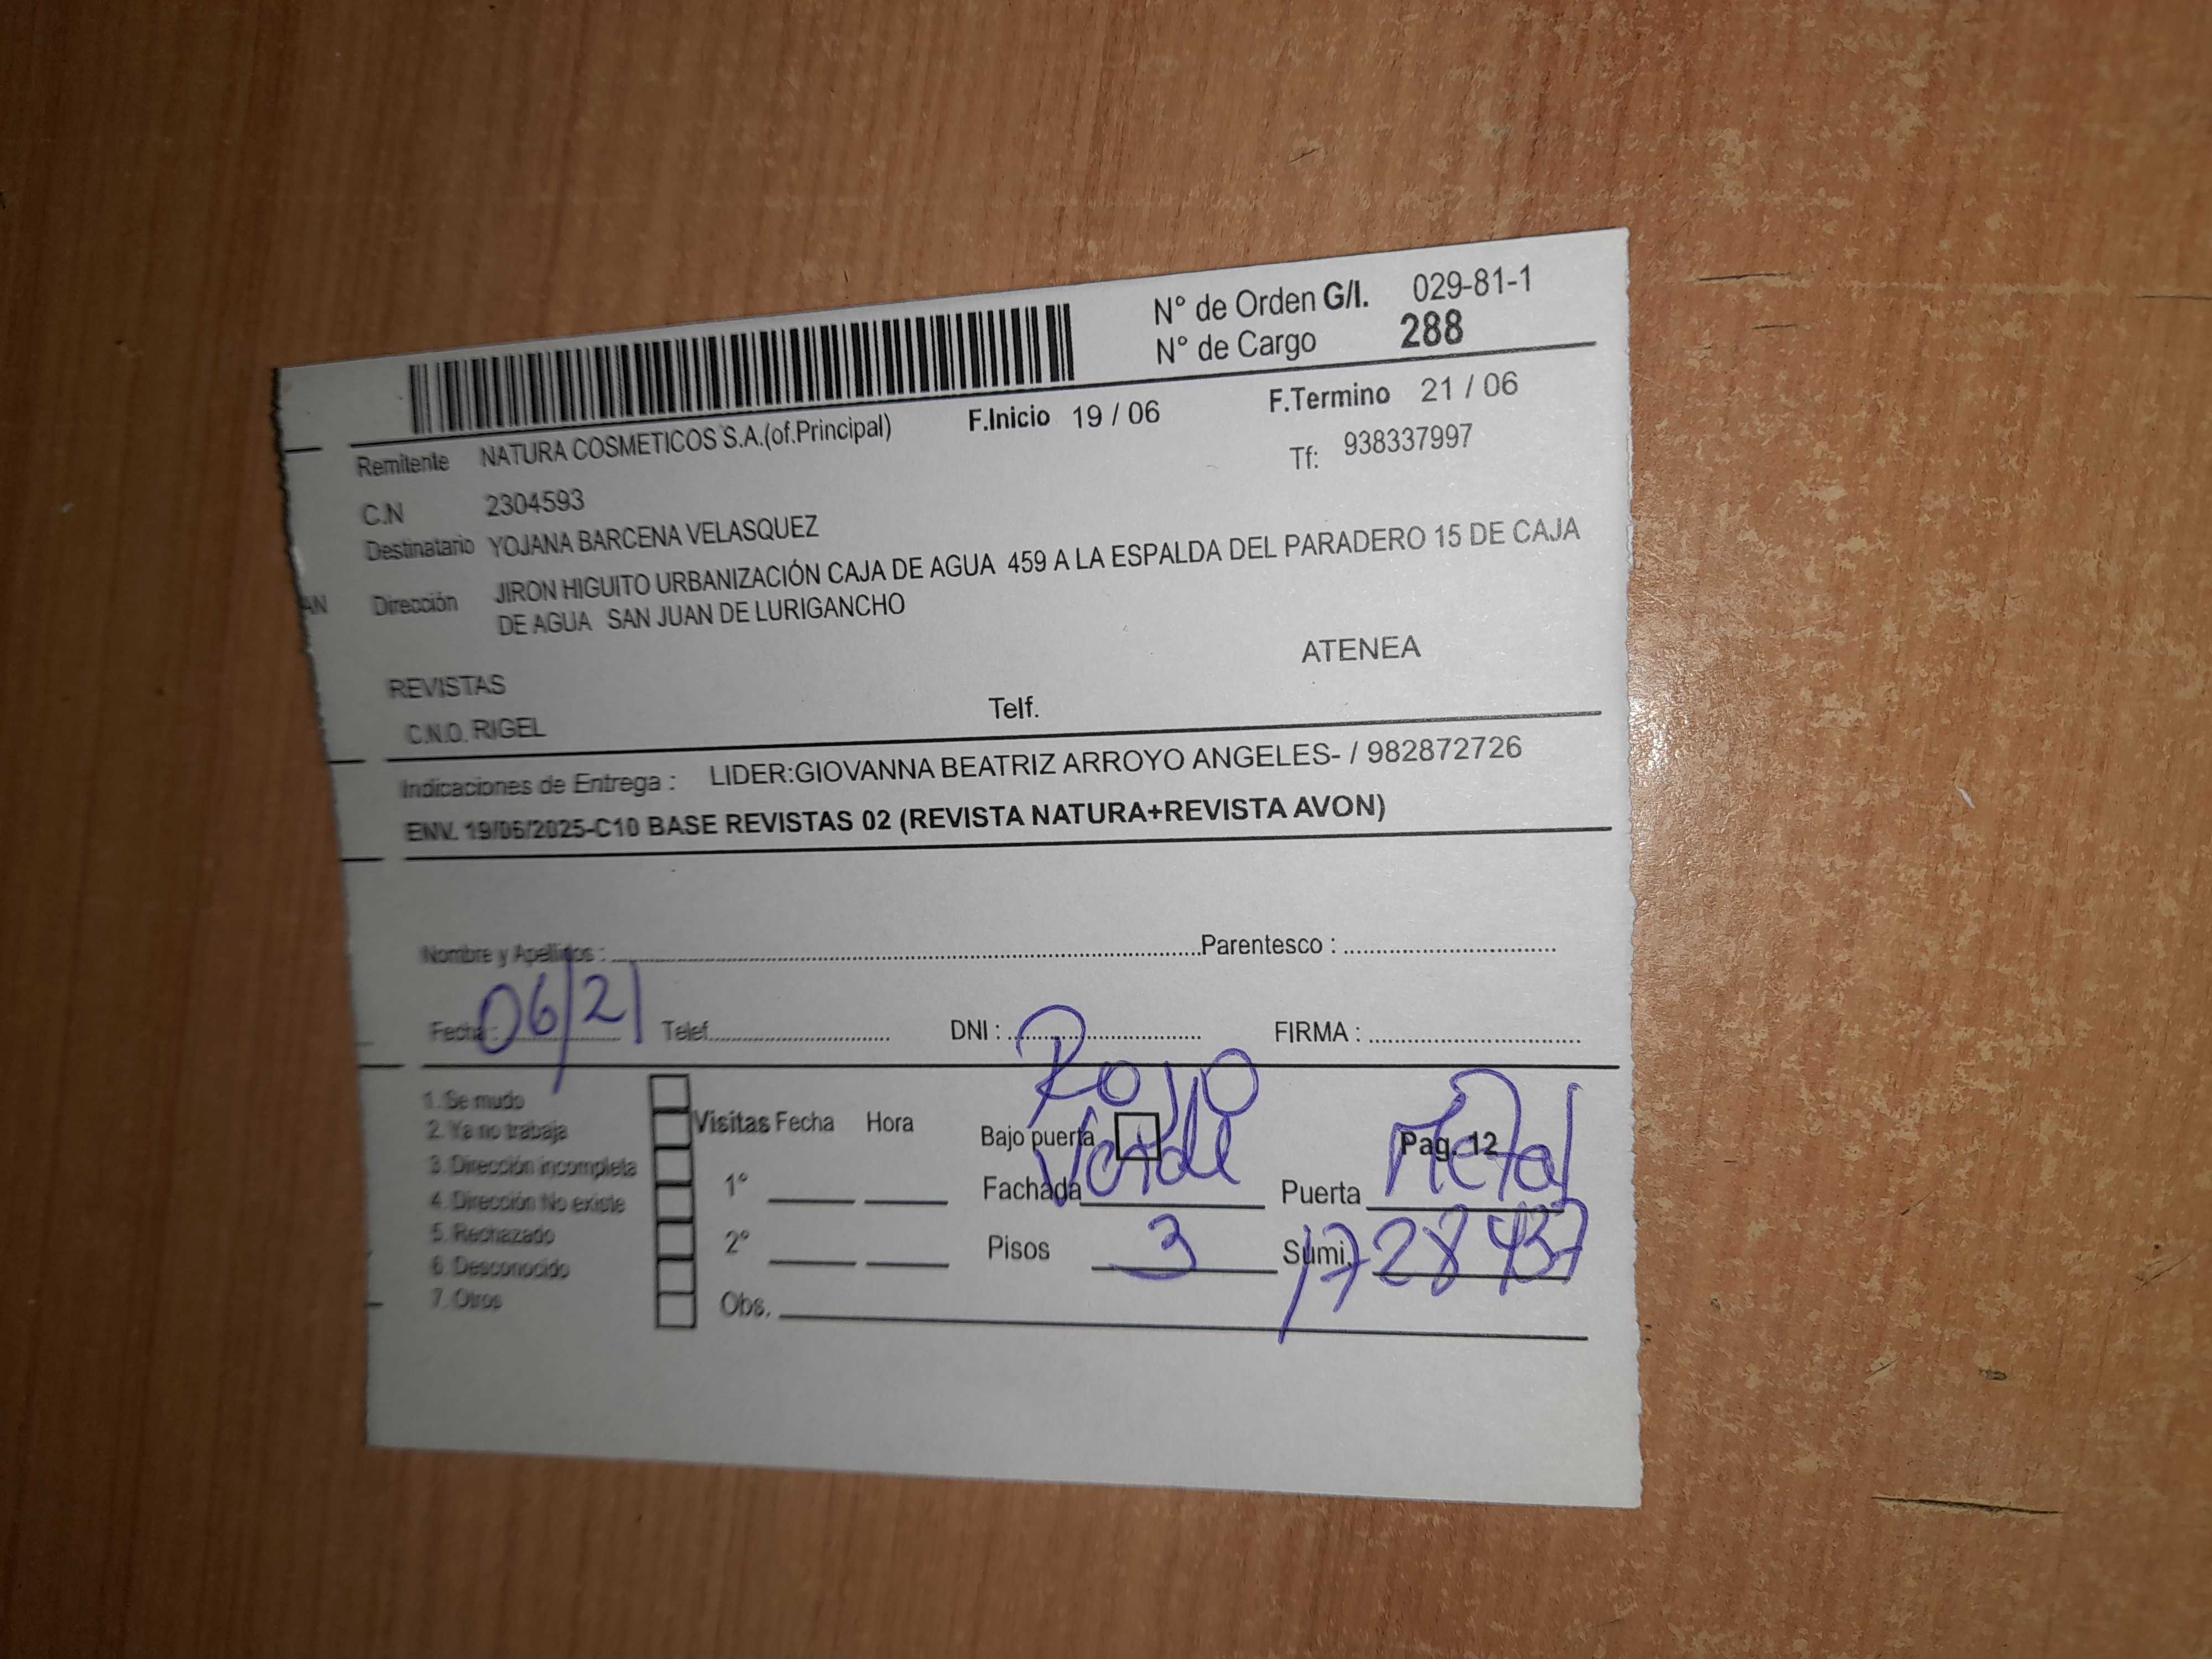 N° de Orden G/I. 029-81-1
N° de Cargo 288
F.Inicio 19 / 06 F.Termino 21 / 06
Remitente NATURA COSMETICOS S.A.(of.Principal)
Tf: 938337997
C.N 2304593
Destinatario YOJANA BARCENA VELASQUEZ
AN Dirección JIRON HIGUITO URBANIZACIÓN CAJA DE AGUA 459 A LA ESPALDA DEL PARADERO 15 DE CAJA
DE AGUA SAN JUAN DE LURIGANCHO
ATENEA
REVISTAS
C.N.O. RIGEL Telf.
Indicaciones de Entrega : LIDER:GIOVANNA BEATRIZ ARROYO ANGELES- / 982872726
ENV. 19/06/2025-C10 BASE REVISTAS 02 (REVISTA NATURA+REVISTA AVON)
Nombre y Apellidos : Parentesco :
Fecha : 06/21 Telef. DNI : FIRMA :
Rojo
1. Se mudo
2. Ya no trabaja
3. Dirección incompleta
4. Dirección No existe
5. Rechazado
6. Desconocido
7. Otros
Visitas Fecha Hora
1°
2°
Obs.
Bajo puerta Pag. 12
Fachada Verde Puerta Metal
Pisos 3 Sumi. 1728437